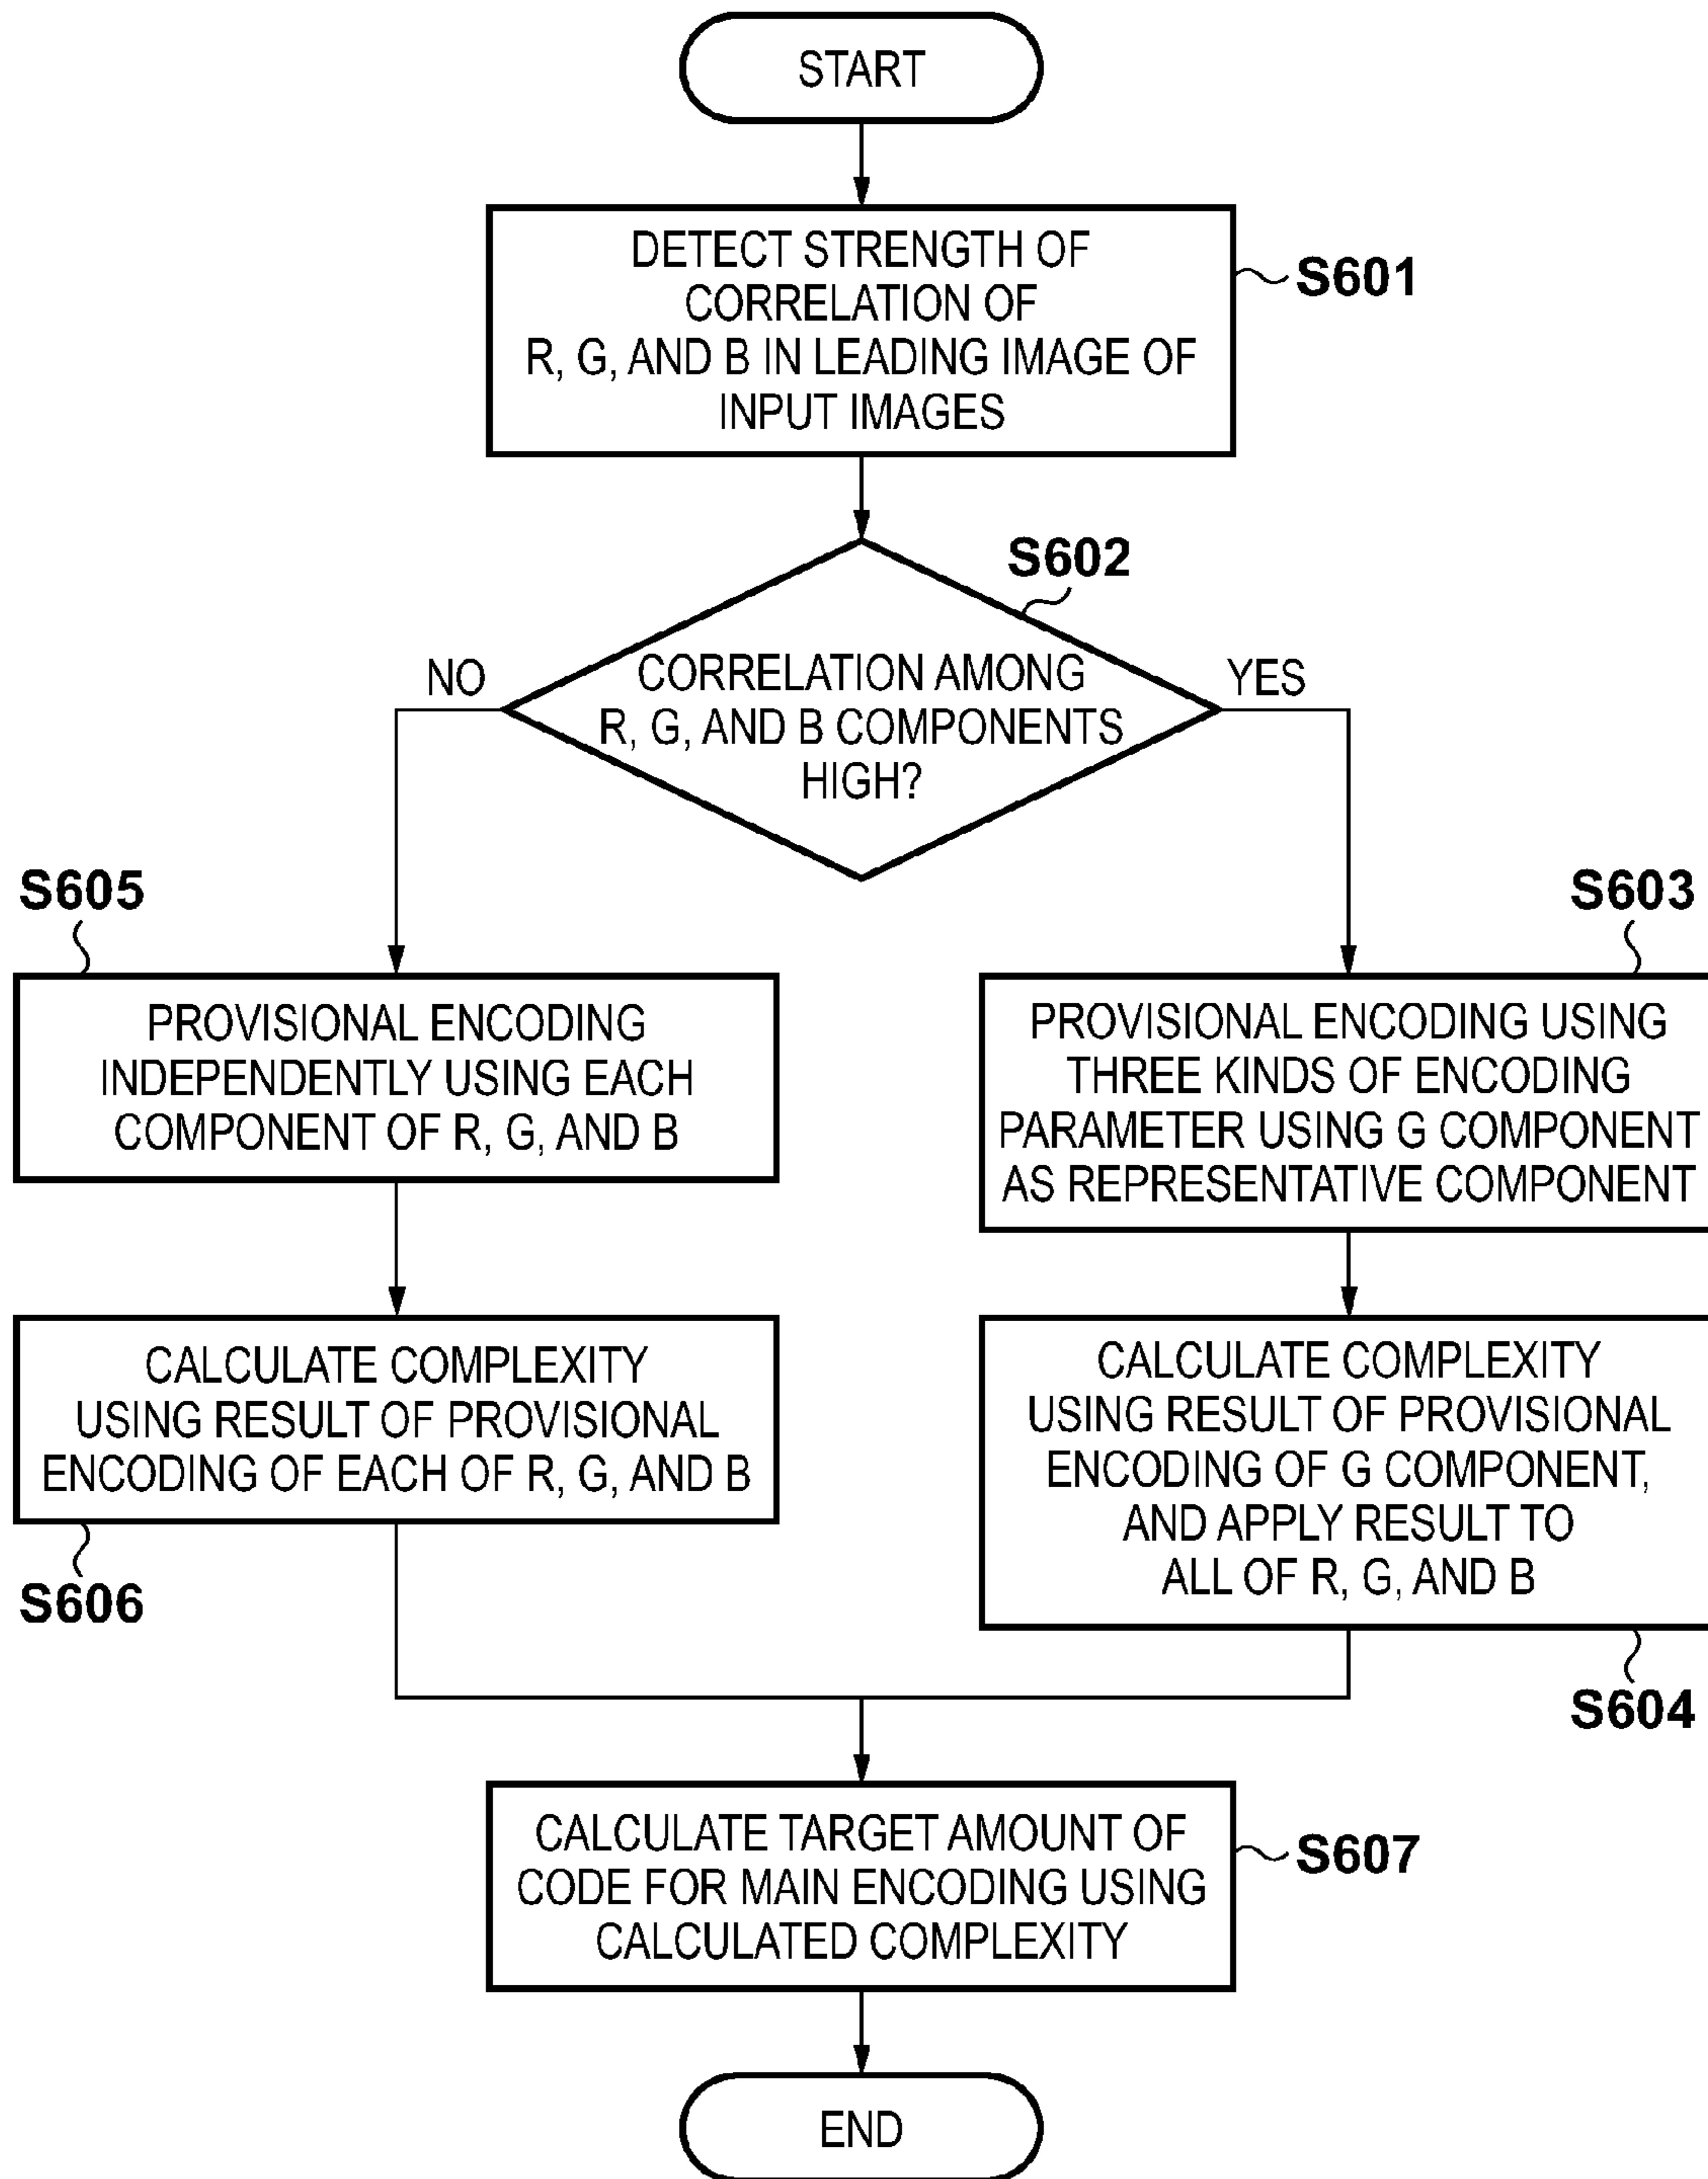 START
DETECT STRENGTH OF
CORRELATION OF
R, G, AND B IN LEADING IMAGE OF
INPUT IMAGES
S601
S602
CORRELATION AMONG
R, G, AND B COMPONENTS
HIGH?
NO
YES
S605
PROVISIONAL ENCODING
INDEPENDENTLY USING EACH
COMPONENT OF R, G, AND B
S603
PROVISIONAL ENCODING USING
THREE KINDS OF ENCODING
PARAMETER USING G COMPONENT
AS REPRESENTATIVE COMPONENT
CALCULATE COMPLEXITY
USING RESULT OF PROVISIONAL
ENCODING OF EACH OF R, G, AND B
S606
CALCULATE COMPLEXITY
USING RESULT OF PROVISIONAL
ENCODING OF G COMPONENT,
AND APPLY RESULT TO
ALL OF R, G, AND B
S604
CALCULATE TARGET AMOUNT OF
CODE FOR MAIN ENCODING USING
CALCULATED COMPLEXITY
S607
END